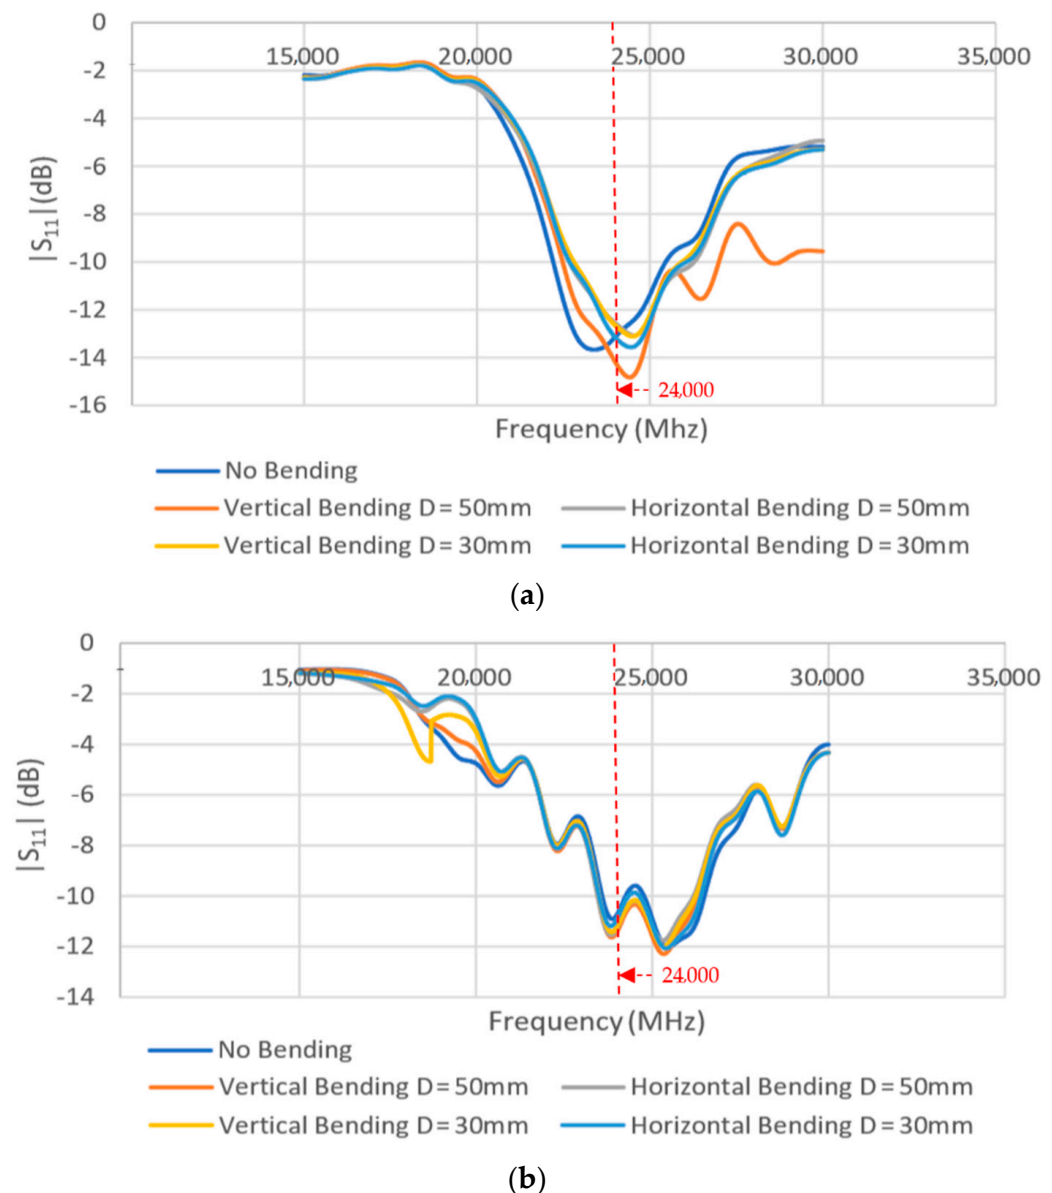 (a)
0
15,000 20,000 25,000 30,000 35,000
-2
-4
-6
-8
-10
-12
-14
-16
|S11|(dB)
24,000
Frequency (Mhz)
No Bending
Vertical Bending D = 50mm Horizontal Bending D = 50mm
Vertical Bending D = 30mm Horizontal Bending D = 30mm
(a)
0
15,000 20,000 25,000 30,000 35,000
-2
-4
-6
-8
-10
-12
-14
|S11| (dB)
24,000
Frequency (MHz)
No Bending
Vertical Bending D = 50mm Horizontal Bending D = 50mm
Vertical Bending D = 30mm Horizontal Bending D = 30mm
(b)